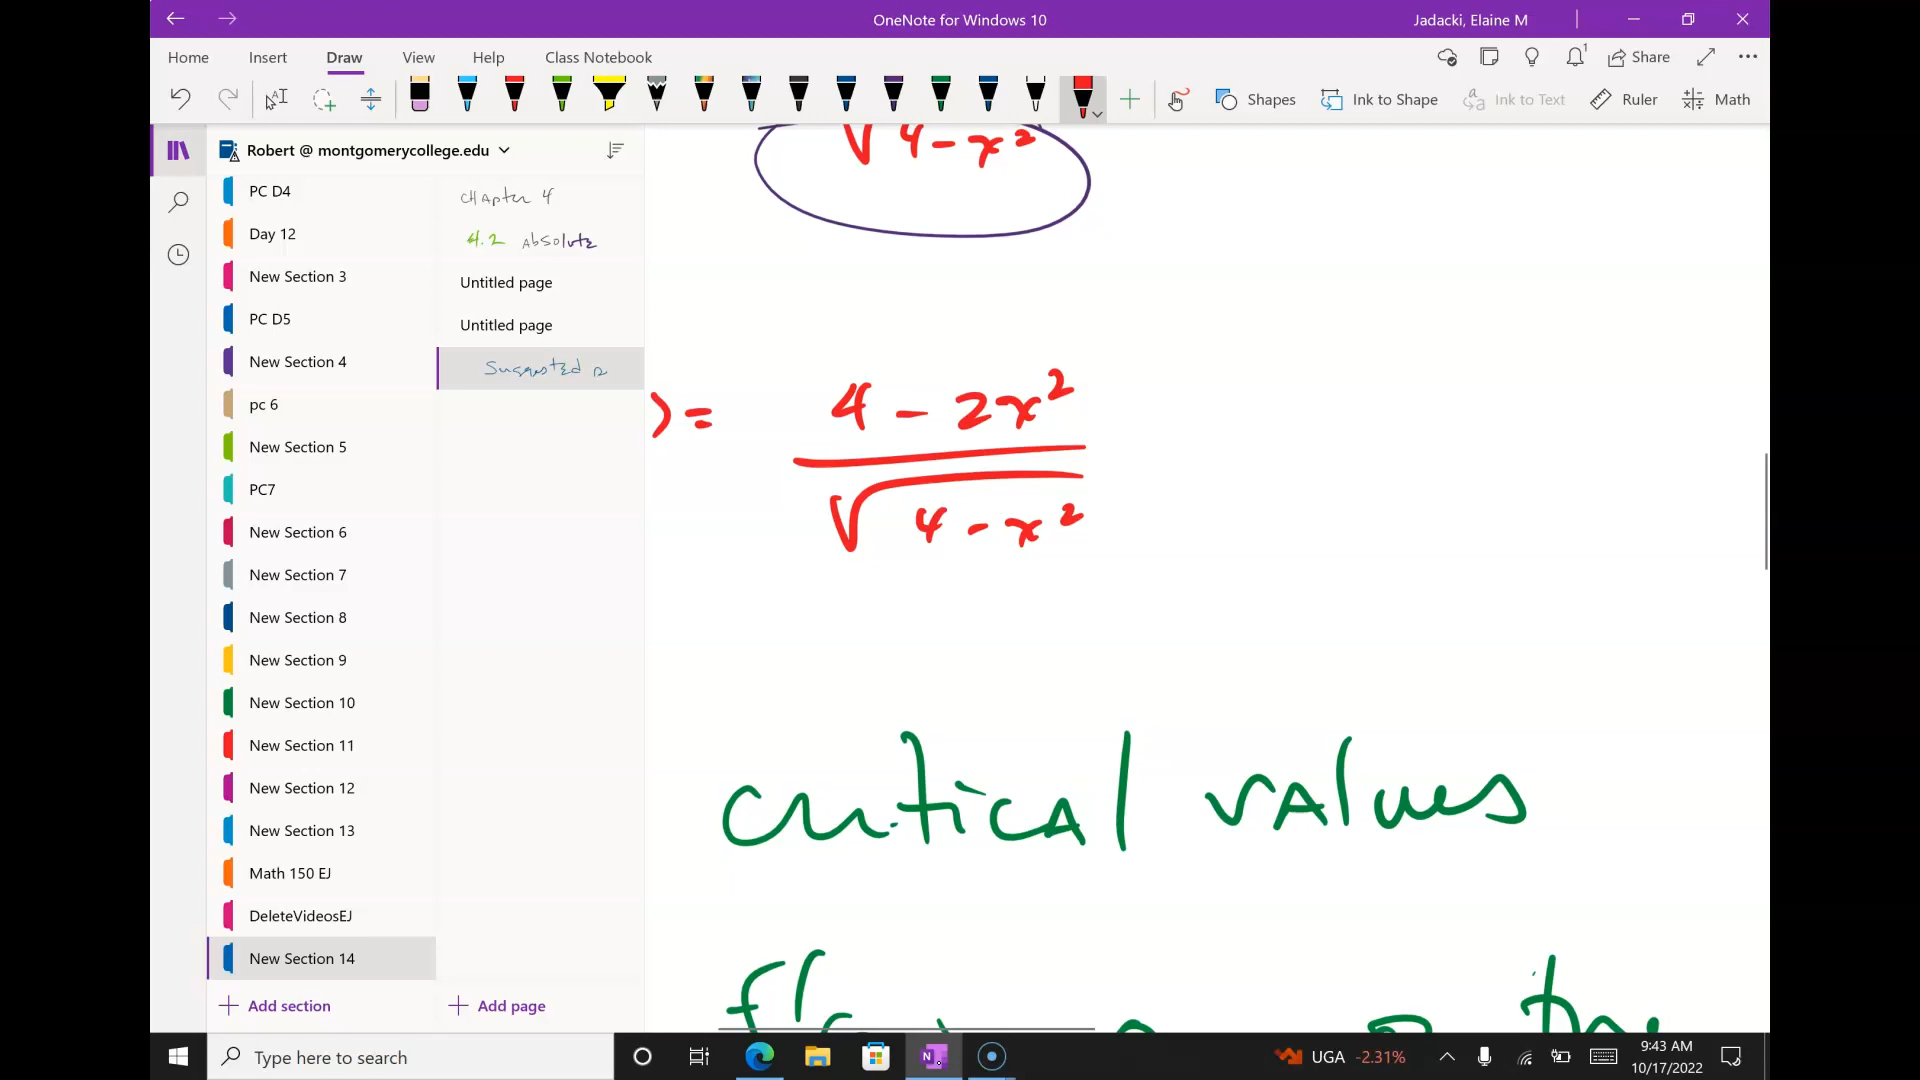 OneNote for Windows 10
Jadacki, Elaine M
Home Insert Draw View Help Class Notebook
1
Share
Shapes Ink to Shape Ink to Text Ruler Math
Robert @ montgomerycollege.edu
PC D4
Day 12
New Section 3
PC D5
New Section 4
pc 6
New Section 5
PC7
New Section 6
New Section 7
New Section 8
New Section 9
New Section 10
New Section 11
New Section 12
New Section 13
Math 150 EJ
DeleteVideosEJ
New Section 14
Add section
CHApter 4
4.2 Absolute
Untitled page
Untitled page
Suggested
Add page
√4-x²
)= 4-2x²
√4-x²
critical values
Type here to search
UGA -2.31%
9:43 AM
10/17/2022